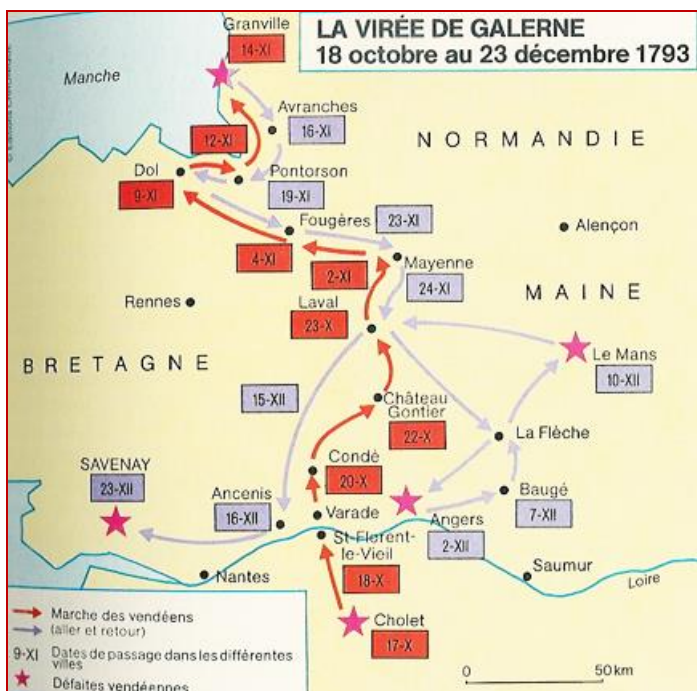 LA VIRÉE DE GALERNE
18 octobre au 23 décembre 1793
Granville
14-XI
Manche
Avranches
16-XI
NORMANDIE
12-XI
Dol
9-XI
Pontorson
19-XI
Fougères
23-XI
4-XI
Alençon
2-XI
Mayenne
24-XI
MAINE
Rennes
Laval
23-X
BRETAGNE
Le Mans
10-XII
15-XII
Château
Gontier
22-X
La Flèche
SAVENAY
23-XII
Condé
20-X
Ancenis
16-XII
Varade
Angers
2-XII
Baugé
7-XII
St-Florent-
le-Vieil
18-X
Nantes
Saumur
Loire
Cholet
17-X
Marche des vendéens
(aller et retour)
9-XI Dates de passage dans les différentes
villes
Défaites vendéennes
0 50 km